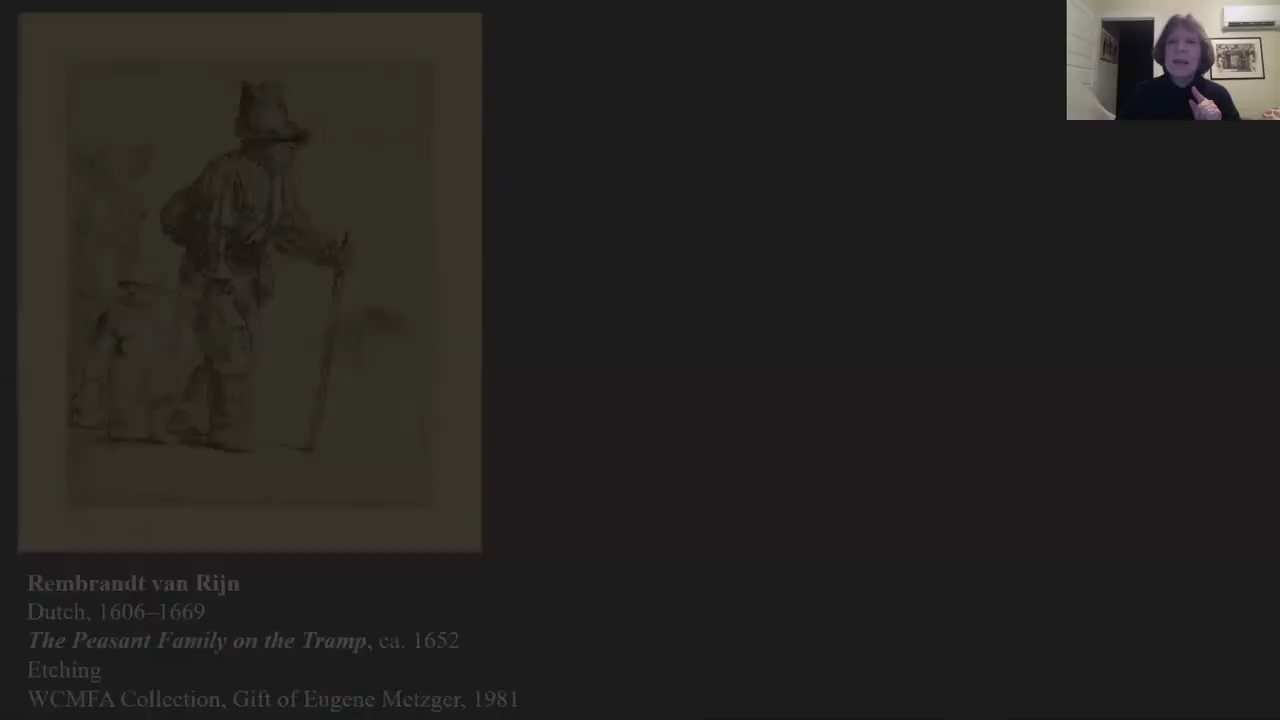 Rembrandt van Rijn
Dutch, 1606–1669
The Peasant Family on the Tramp, ca. 1652
Etching
WCMFA Collection, Gift of Eugene Metzger, 1981